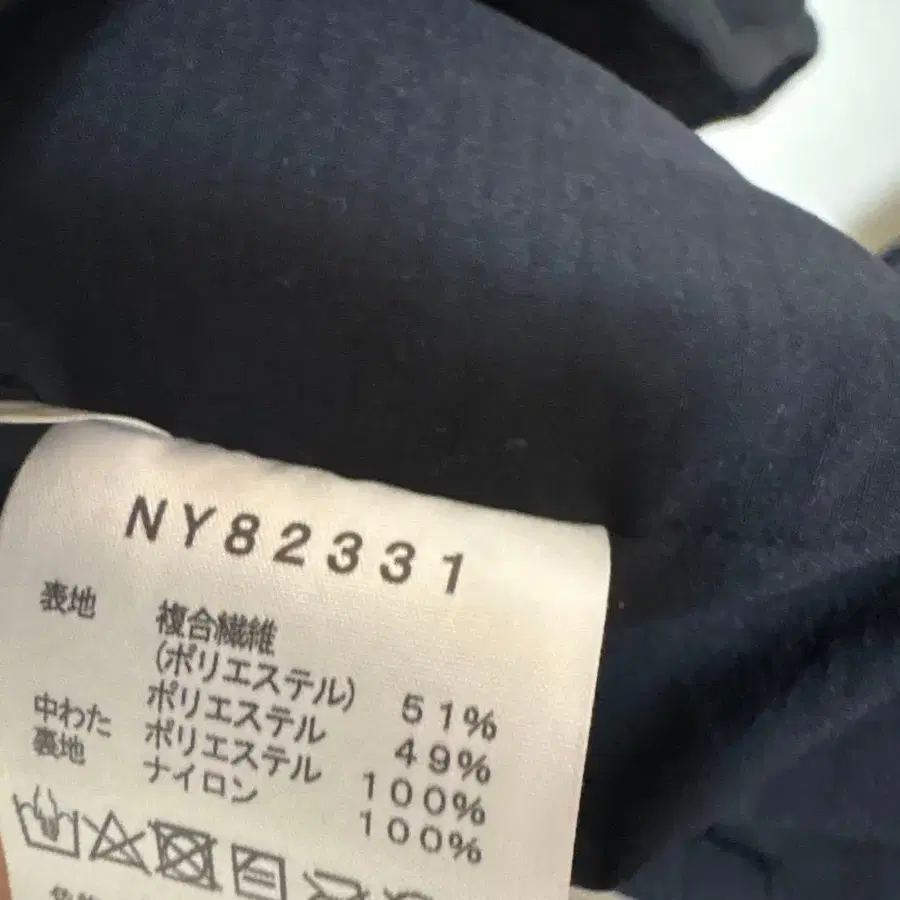 NY82331
表地 複合繊維
(ポリエステル) 51%
ポリエステル 49%
中わた ポリエステル 100%
裏地 ナイロン 100%